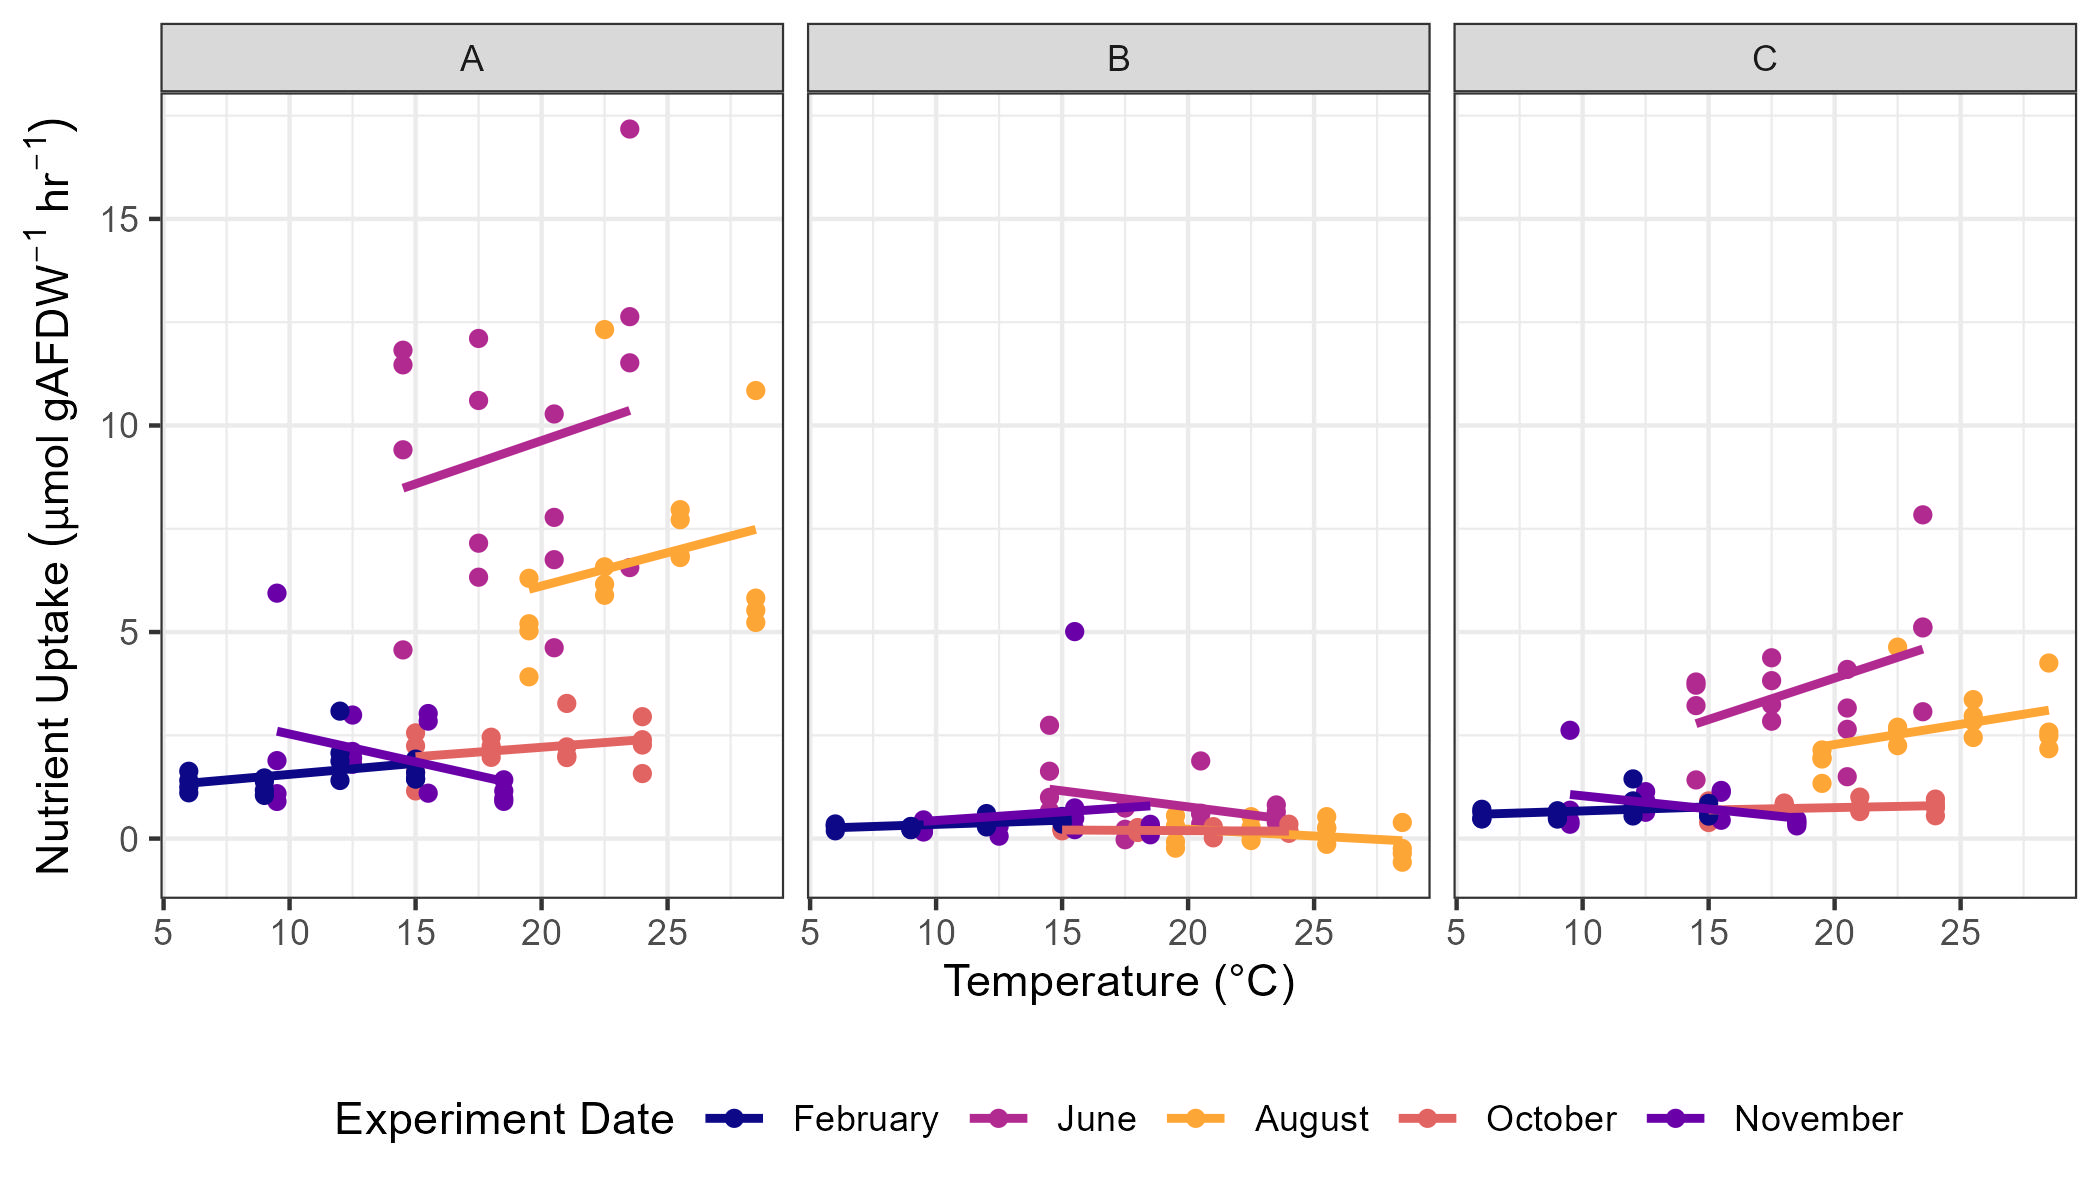 A B C
Nutrient Uptake (μmol gAFDW⁻¹ hr⁻¹)
15
10
5
0
5 10 15 20 25 5 10 15 20 25 5 10 15 20 25
Temperature (°C)
Experiment Date February June August October November